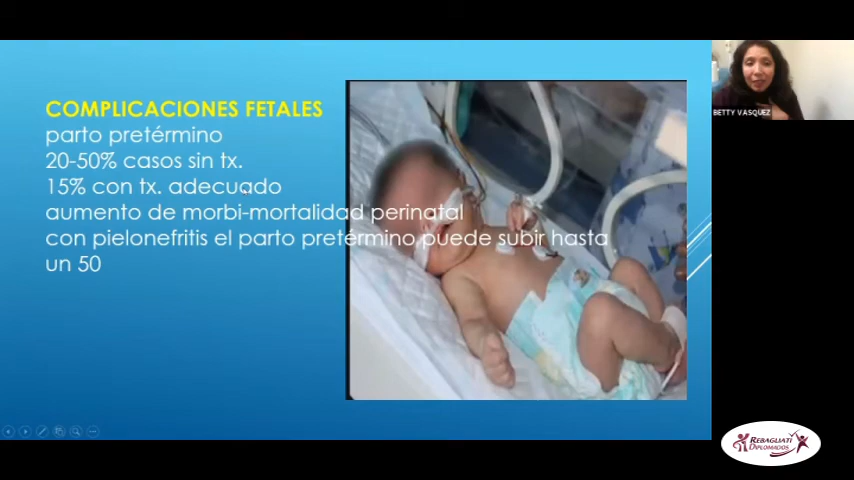 COMPLICACIONES FETALES
parto pretérmino
20-50% casos sin tx.
15% con tx. adecuado
aumento de morbi-mortalidad perinatal
con pielonefritis el parto pretérmino puede subir hasta
un 50
BETTY VASQUEZ
REBAGLIATI
DIPLOMADOS